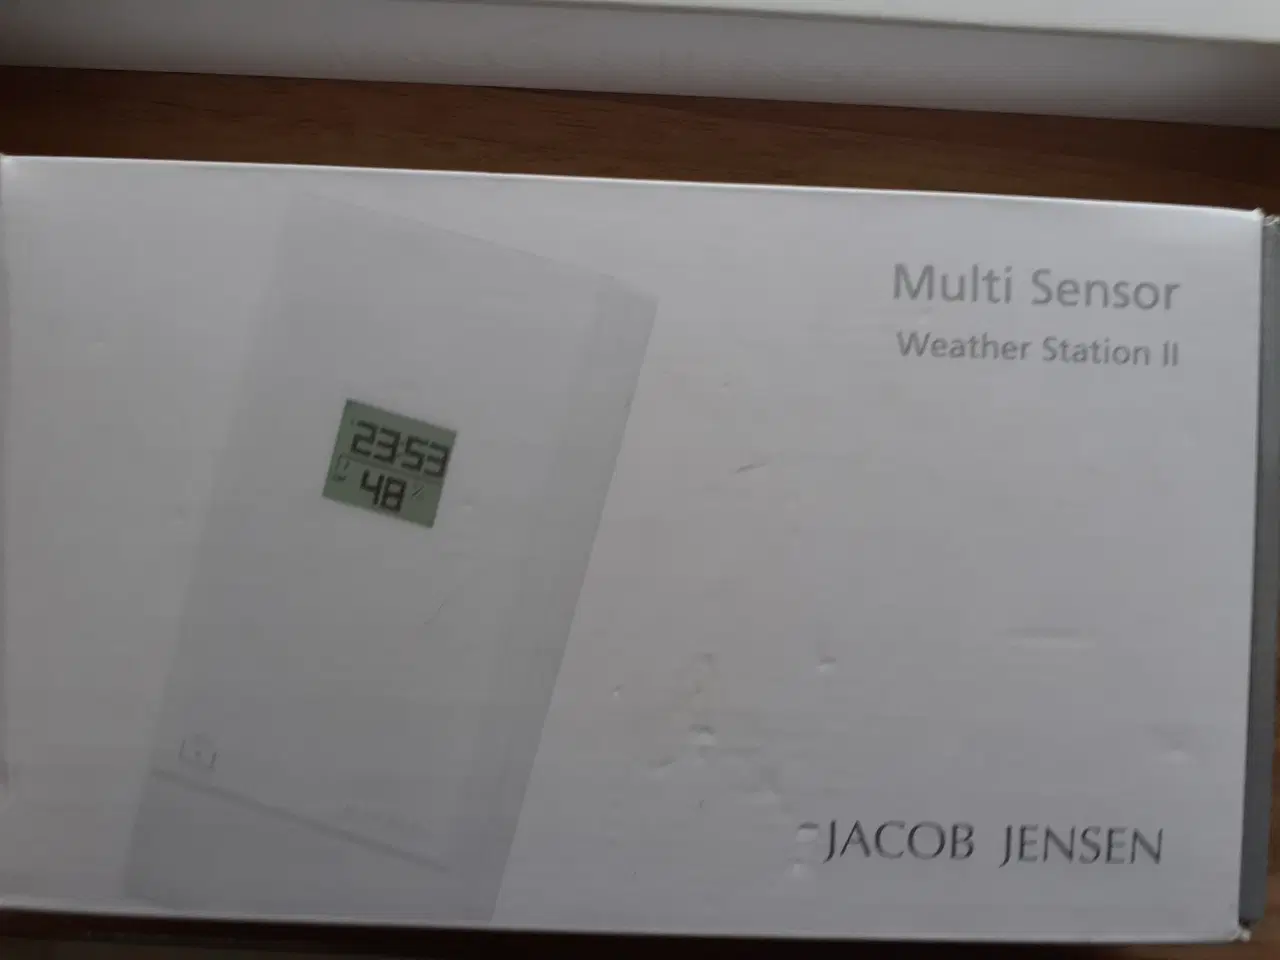 Multi Sensor
Weather Station II
23:53
48
JACOB JENSEN